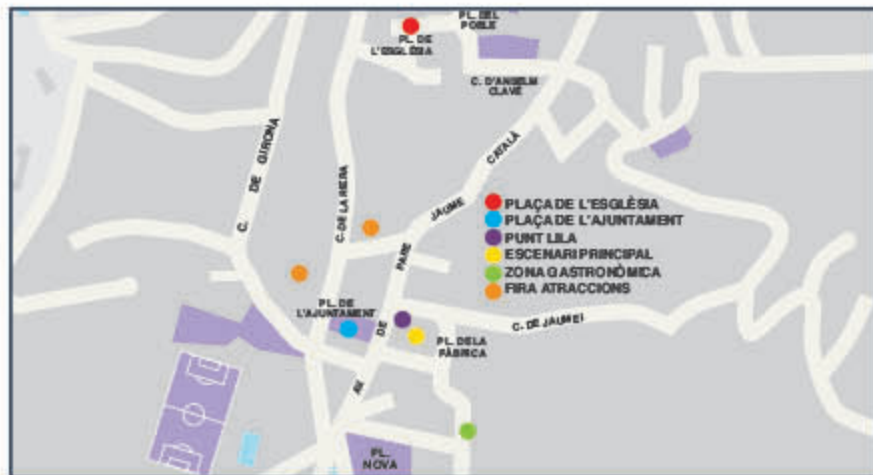 PL. DEL
POBLE
PL. DE
L'ESGLÉSIA
C. D'ANSELM
CLAVÉ
C. DE GIRONA
C. DE LA RIERA
AV. DE PARE JAUME CATALÀ
PLAÇA DE L'ESGLÈSIA
PLAÇA DE L'AJUNTAMENT
PUNT LILA
ESCENARI PRINCIPAL
ZONA GASTRONÒMICA
FIRA ATRACCIONS
PL. DE
L'AJUNTAMENT
C. DE JAUME I
PL. DE LA
FÀBRICA
PL.
NOVA